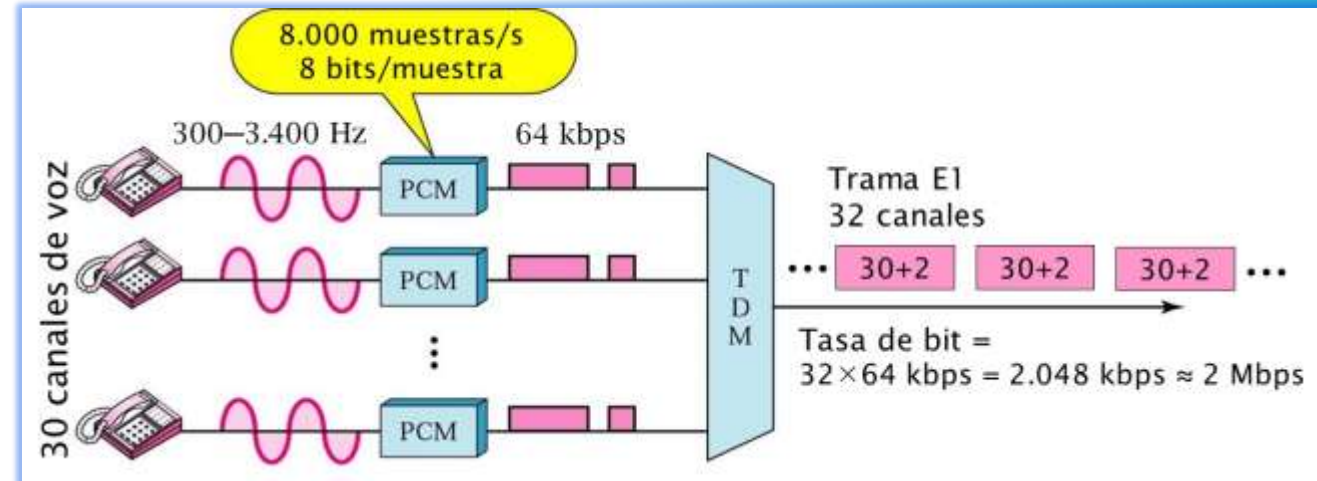 8.000 muestras/s
8 bits/muestra
300–3.400 Hz
64 kbps
30 canales de voz
PCM
PCM
PCM
T
D
M
Trama E1
32 canales
••• 30+2 30+2 30+2 •••
Tasa de bit =
32×64 kbps = 2.048 kbps ≈ 2 Mbps